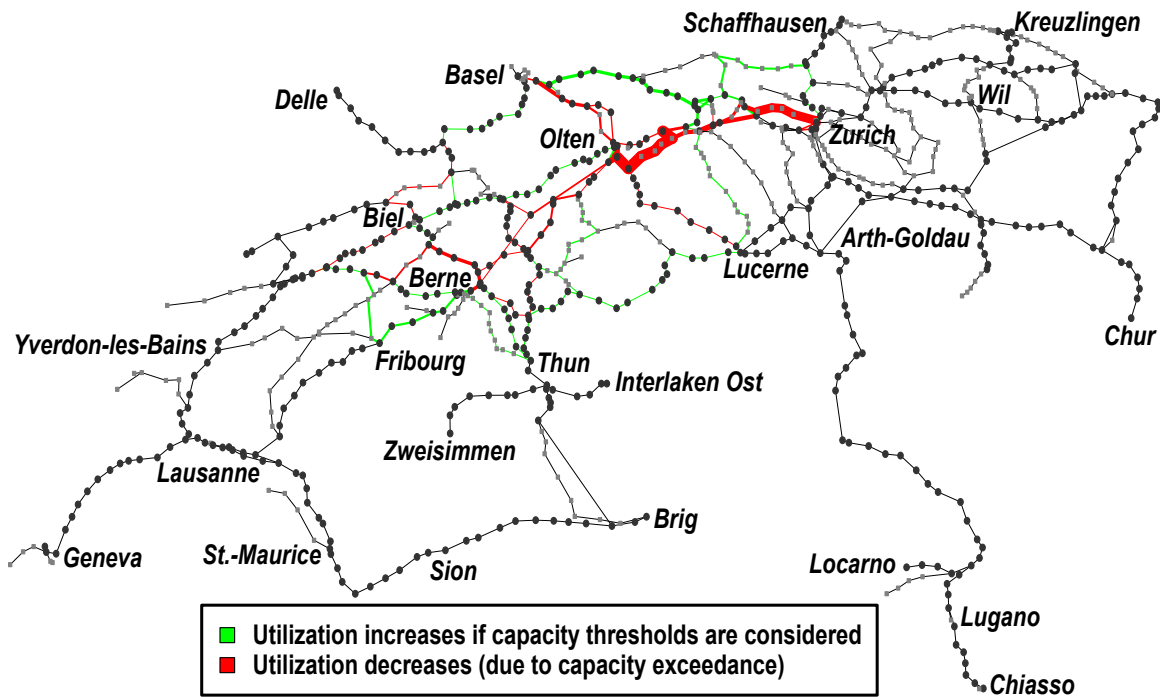 Schaffhausen
Kreuzlingen
Basel
Delle
Wil
Olten
Zurich
Biel
Arth-Goldau
Lucerne
Berne
Chur
Yverdon-les-Bains
Fribourg
Thun
Interlaken Ost
Zweisimmen
Lausanne
Brig
Geneva
St.-Maurice
Sion
Locarno
Lugano
Utilization increases if capacity thresholds are considered
Utilization decreases (due to capacity exceedance)
Chiasso